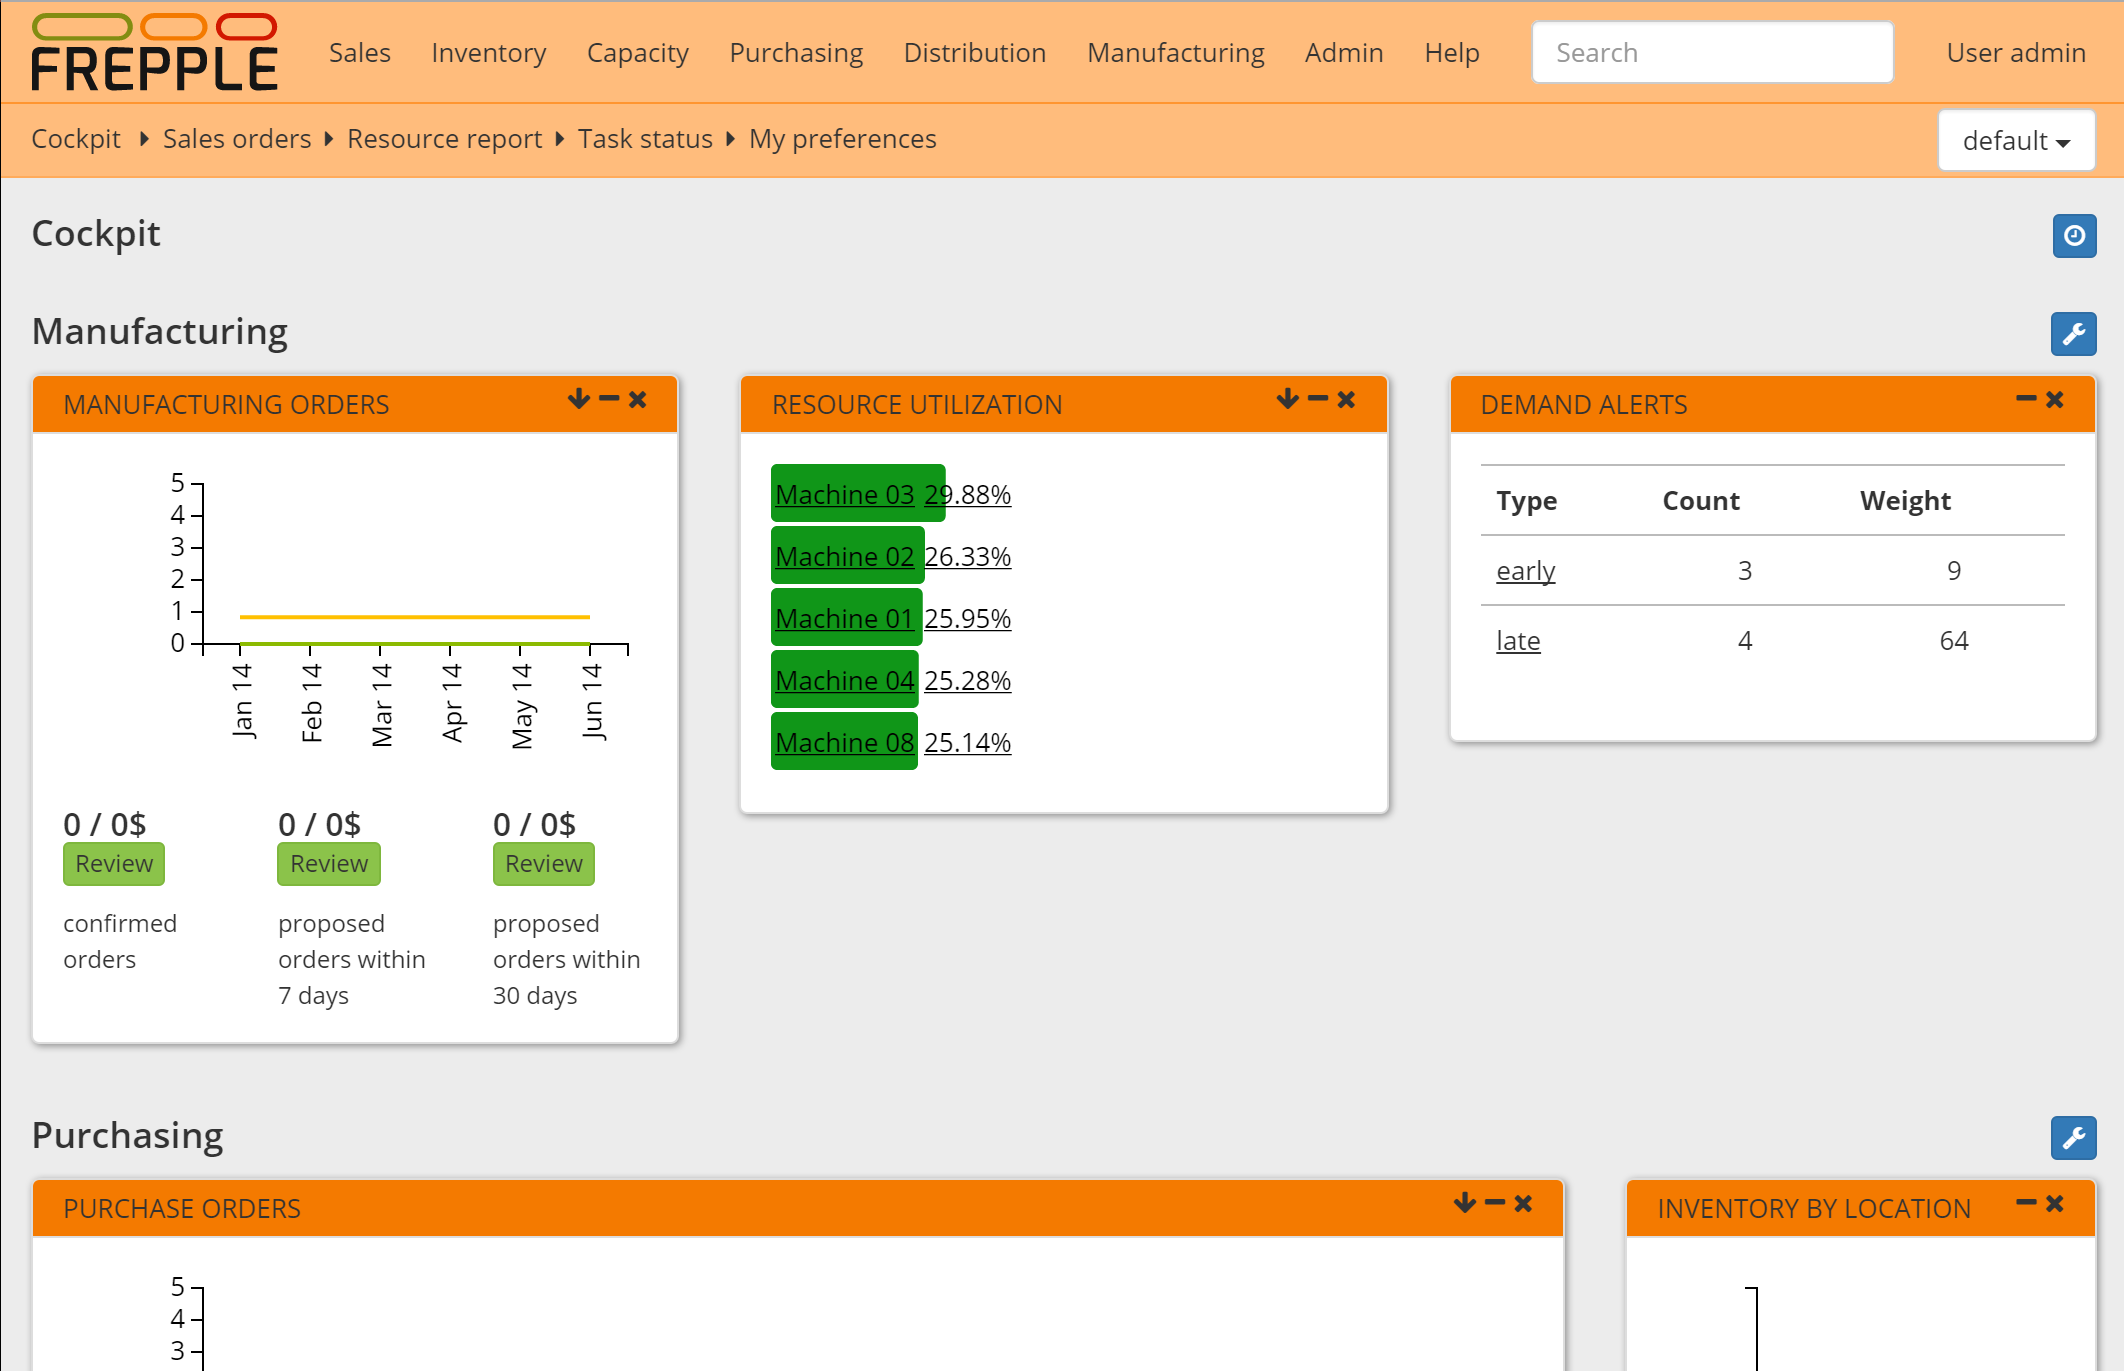 FREPPLE Sales Inventory Capacity Purchasing Distribution Manufacturing Admin Help Search User admin
Cockpit Sales orders Resource report Task status My preferences default
Cockpit
Manufacturing
MANUFACTURING ORDERS
5
4
3
2
1
0
Jan 14
Feb 14
Mar 14
Apr 14
May 14
Jun 14
0 / 0$ 0 / 0$ 0 / 0$
Review Review Review
confirmed
orders
proposed
orders within
7 days
proposed
orders within
30 days
RESOURCE UTILIZATION
Machine 03 29.88%
Machine 02 26.33%
Machine 01 25.95%
Machine 04 25.28%
Machine 08 25.14%
DEMAND ALERTS
Type Count Weight
early 3 9
late 4 64
Purchasing
PURCHASE ORDERS
5
4
3
INVENTORY BY LOCATION